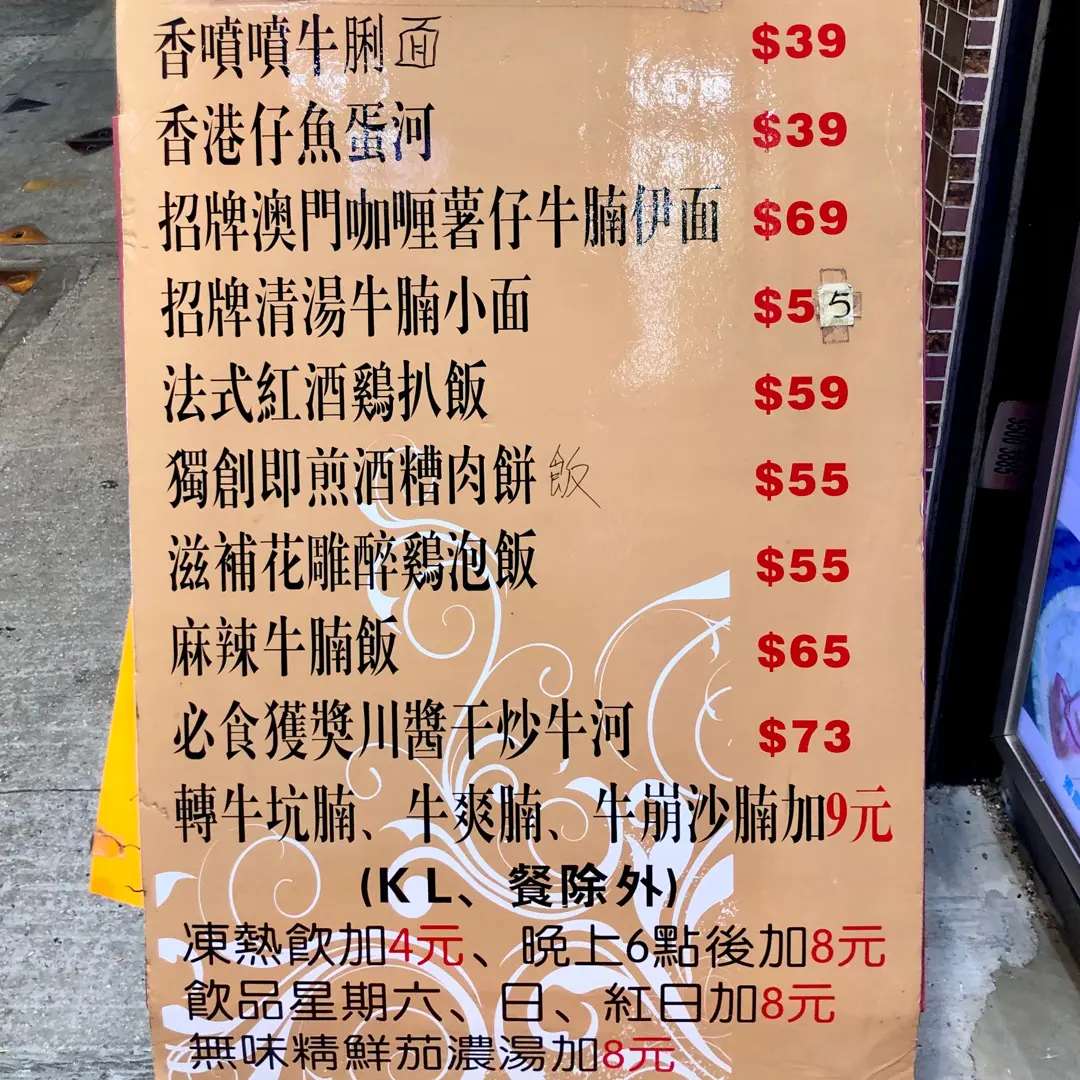 香噴噴牛脷面 $39
香港仔魚蛋河 $39
招牌澳門咖喱薯仔牛腩伊面 $69
招牌清湯牛腩小面 $55
法式紅酒鷄扒飯 $59
獨創即煎酒糟肉餅飯 $55
滋補花雕醉鷄泡飯 $55
麻辣牛腩飯 $65
必食獲獎川醬干炒牛河 $73
轉牛坑腩、牛爽腩、牛崩沙腩加9元
(KL、餐除外)
凍熱飲加4元、晚上6點後加8元
飲品星期六、日、紅日加8元
無味精鮮茄濃湯加8元